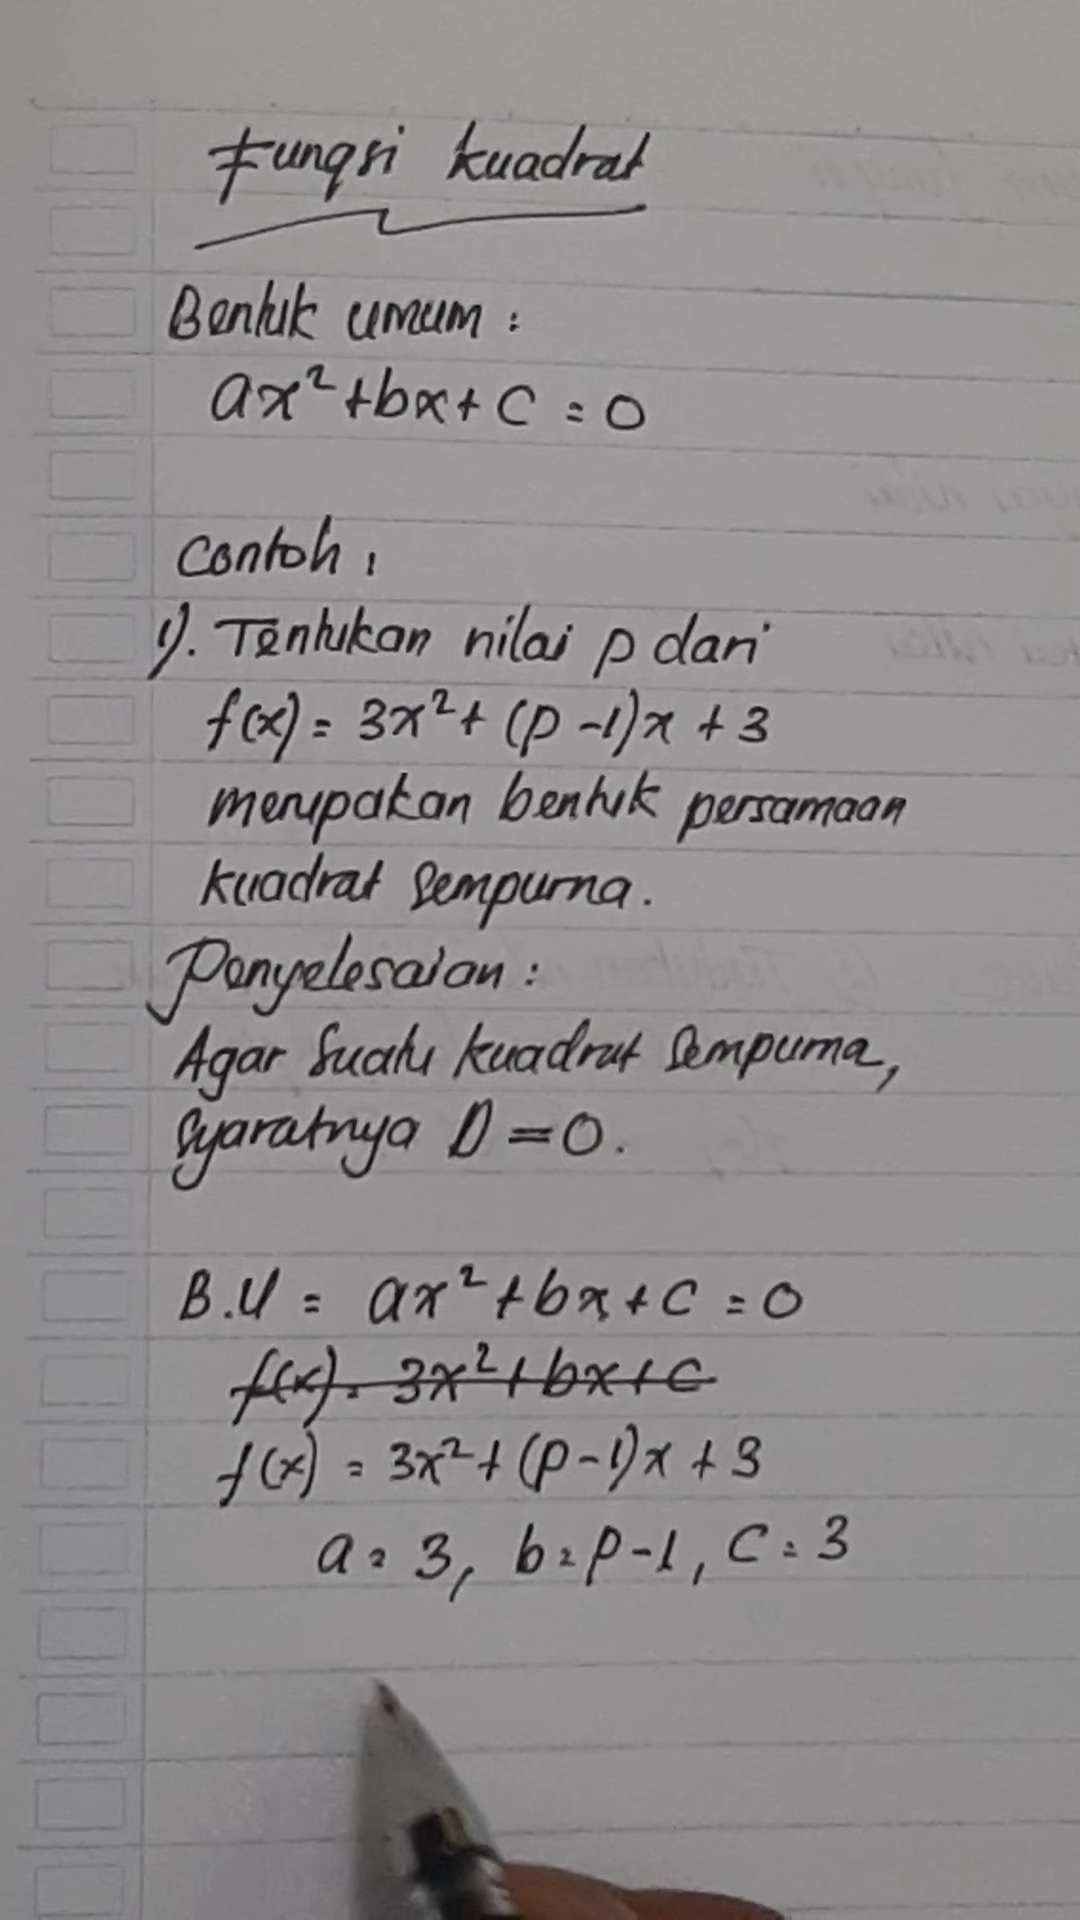 Fungsi kuadrat
Bentuk umum :
ax² + bx + c = 0
Contoh :
1). Tentukan nilai p dari
f(x) = 3x² + (p - 1)x + 3
merupakan bentuk persamaan
kuadrat sempurna.
Penyelesaian :
Agar suatu kuadrat sempurna,
syaratnya D = 0.
B.U = ax² + bx + c = 0
f(x) = 3x² + bx + c
f(x) = 3x² + (p - 1)x + 3
a = 3, b = p - 1, c = 3